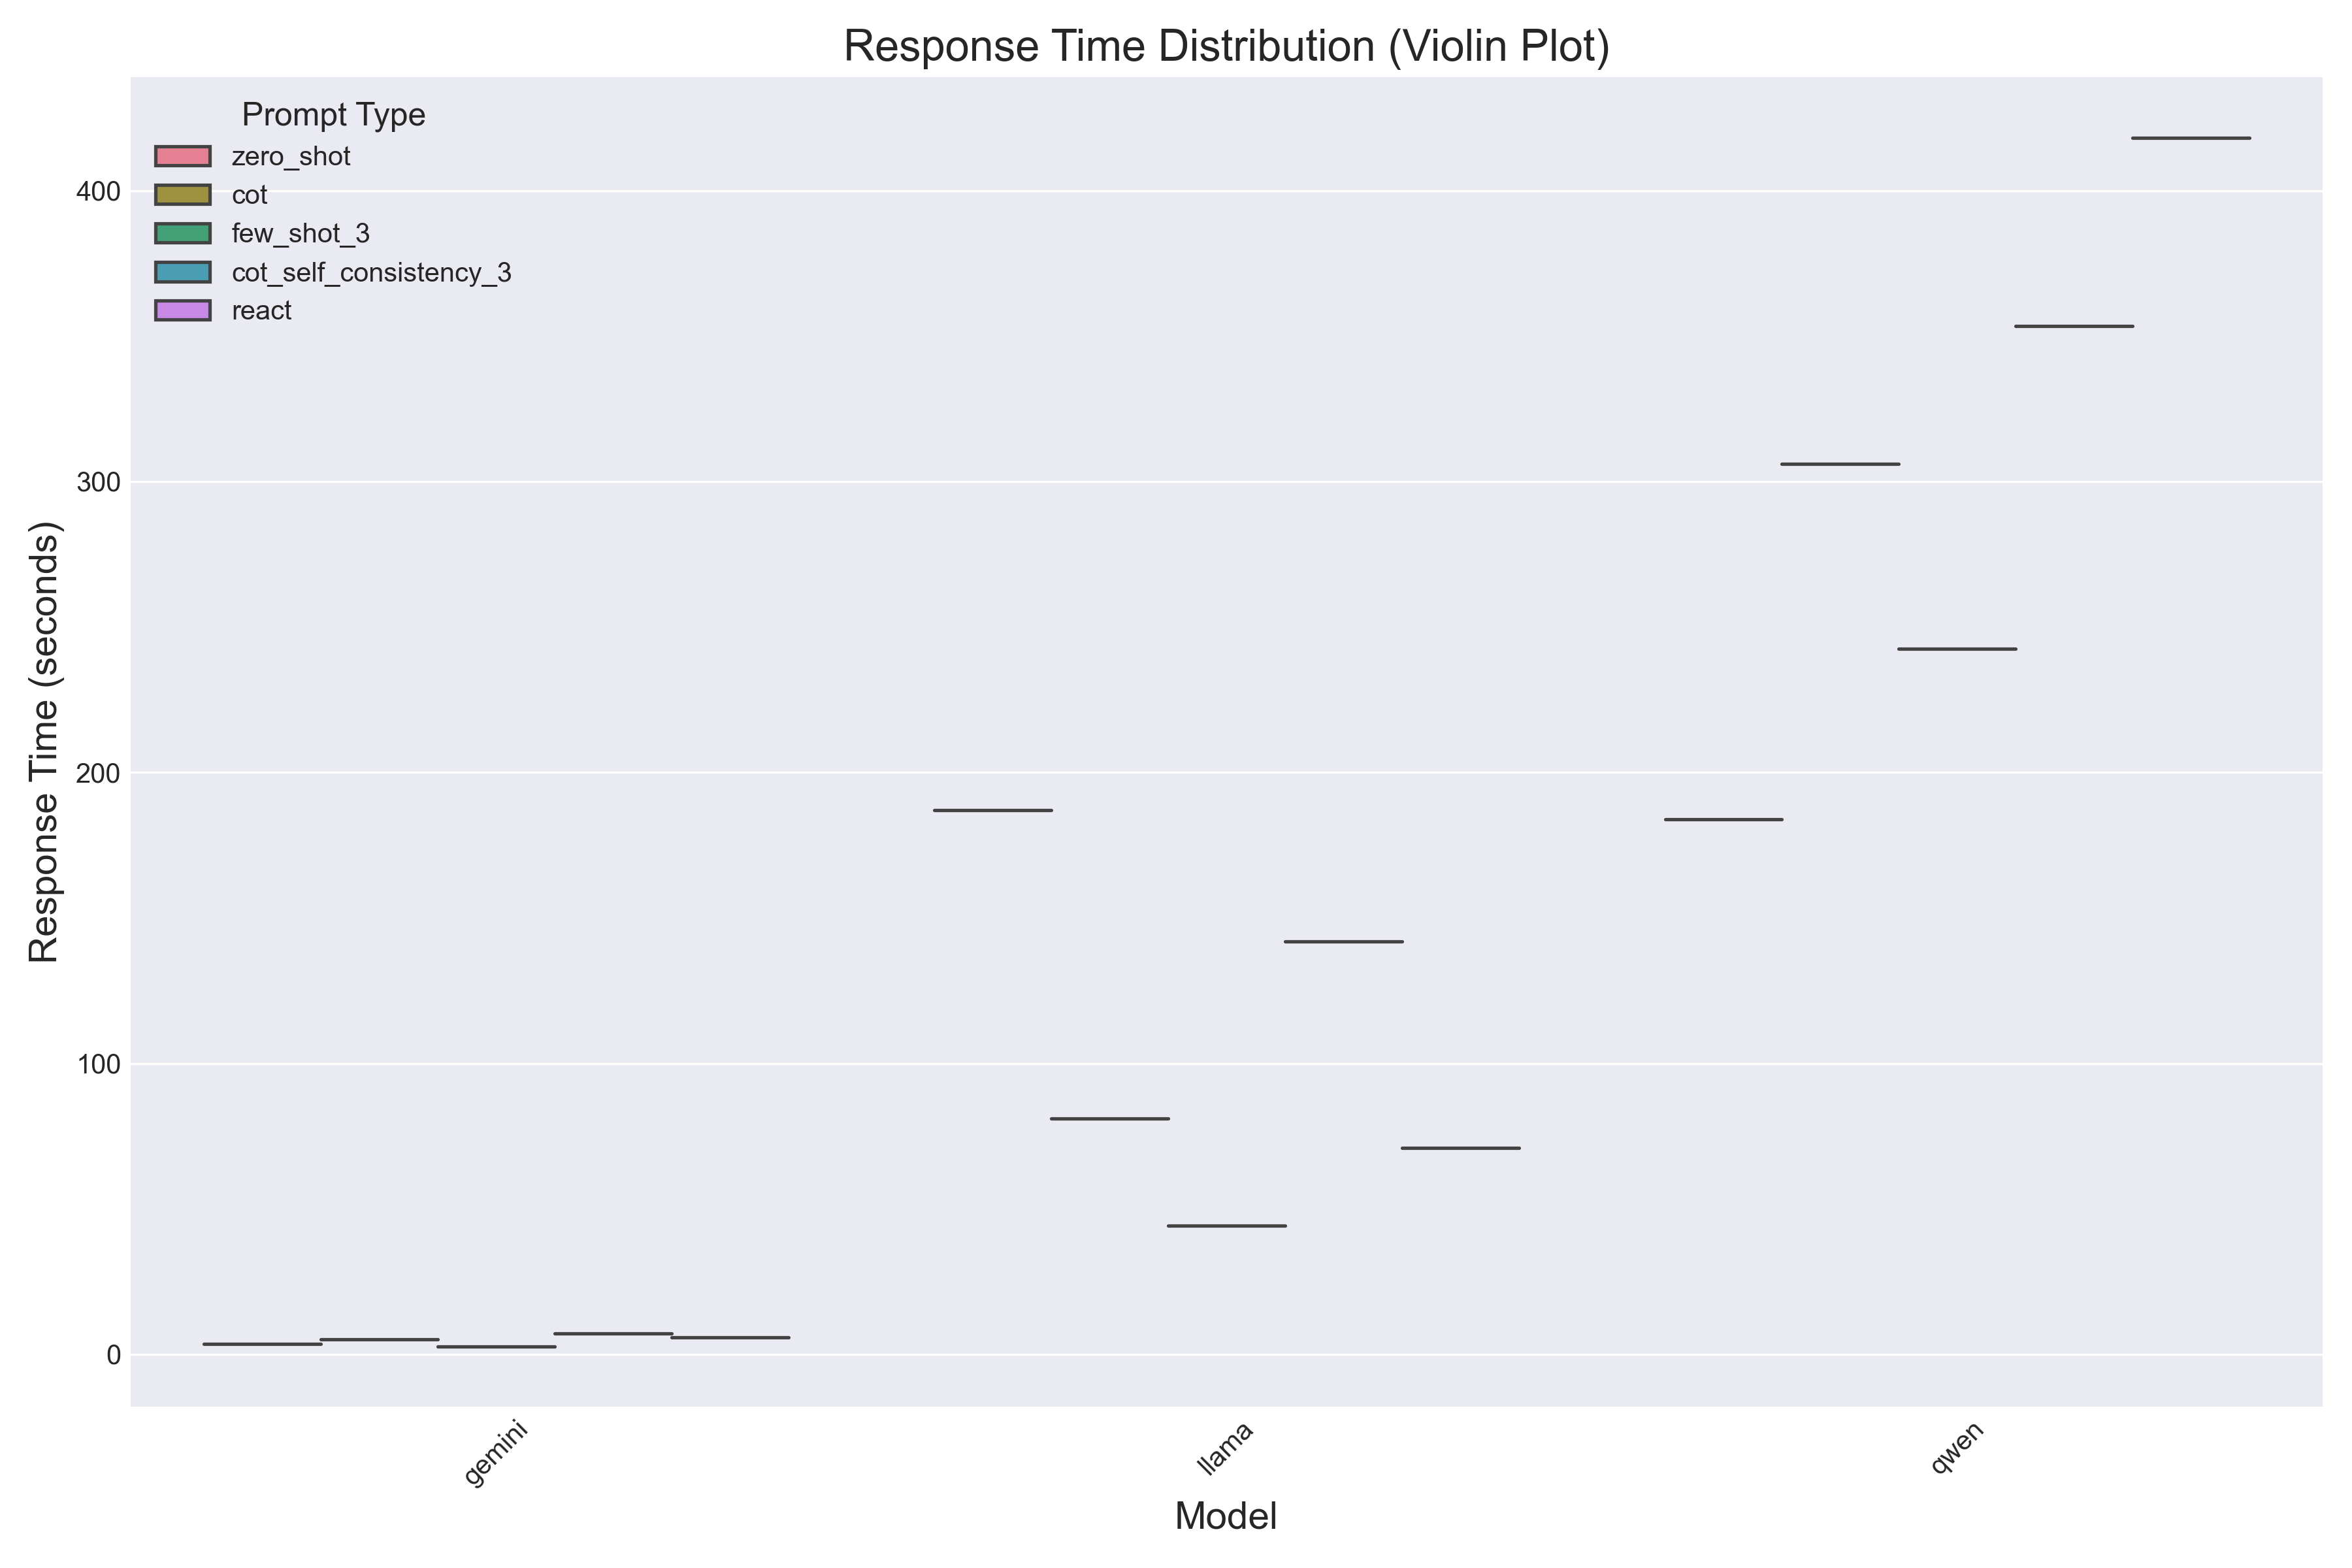 Response Time Distribution (Violin Plot)
Prompt Type
zero_shot
cot
few_shot_3
cot_self_consistency_3
react
Response Time (seconds)
400
300
200
100
0
gemini
llama
qwen
Model